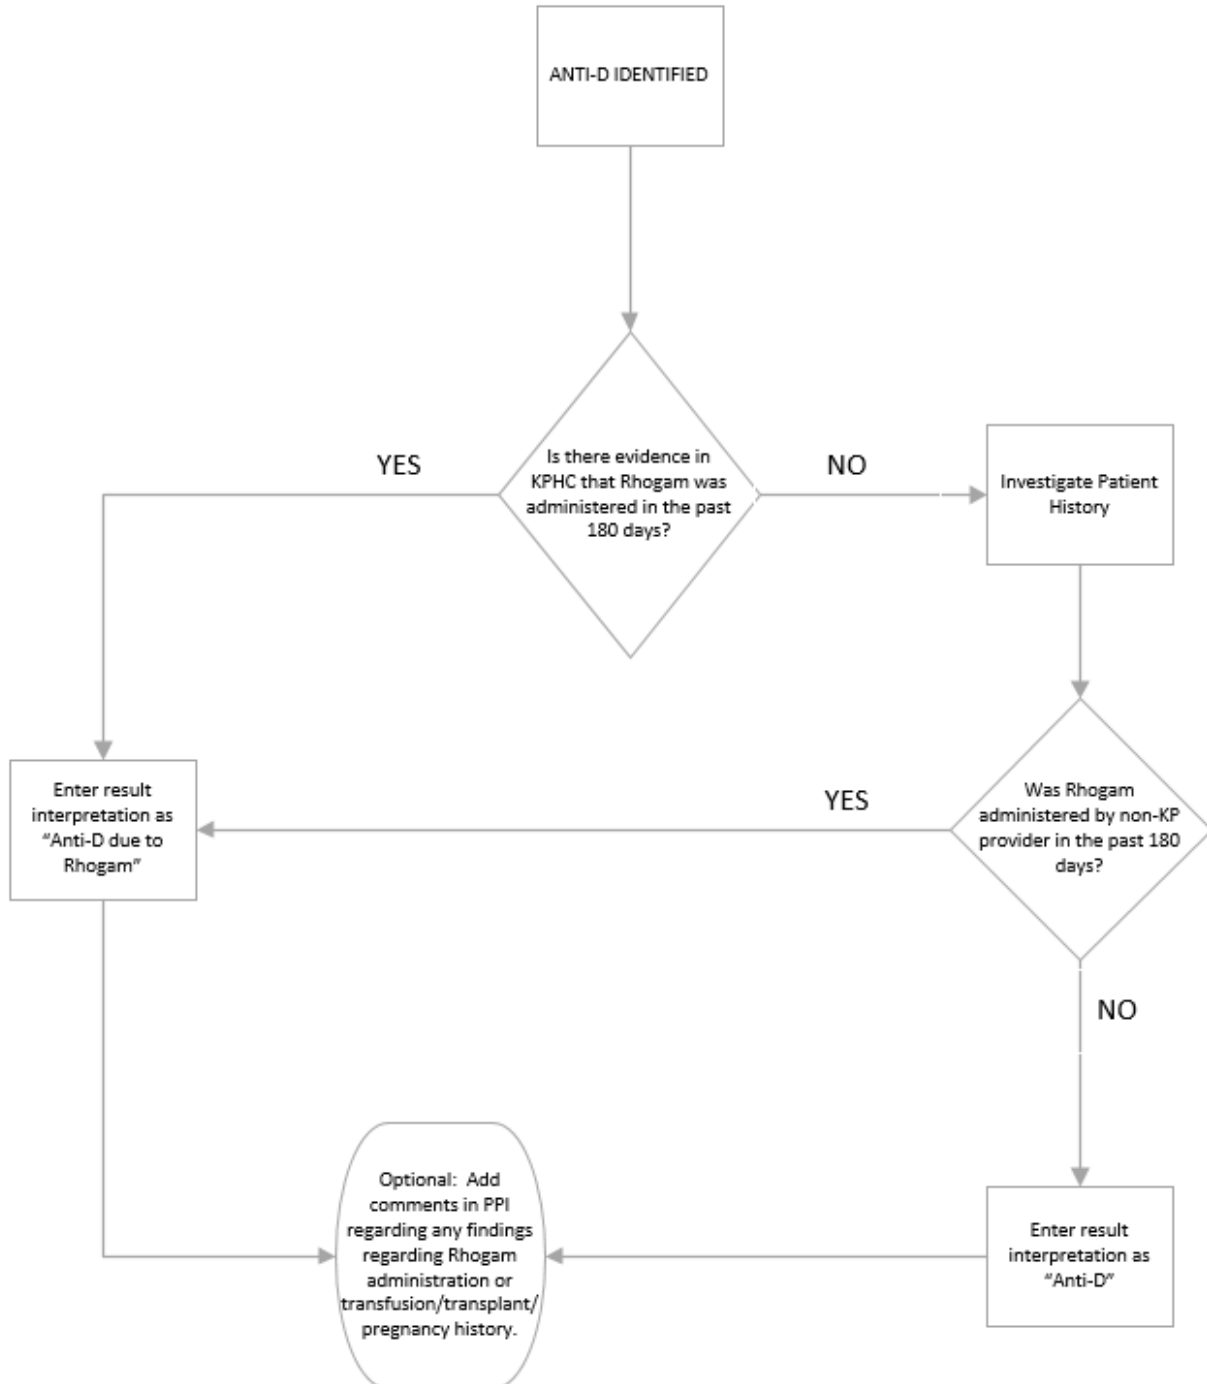 ANTI-D IDENTIFIED
YES
Is there evidence in
KPHC that Rhogam was
administered in the past
180 days?
NO
Investigate Patient
History
Enter result
interpretation as
“Anti-D due to
Rhogam”
YES
Was Rhogam
administered by non-KP
provider in the past 180
days?
NO
Optional:  Add
comments in PPI
regarding any findings
regarding Rhogam
administration or
transfusion/transplant/
pregnancy history.
Enter result
interpretation as
“Anti-D”